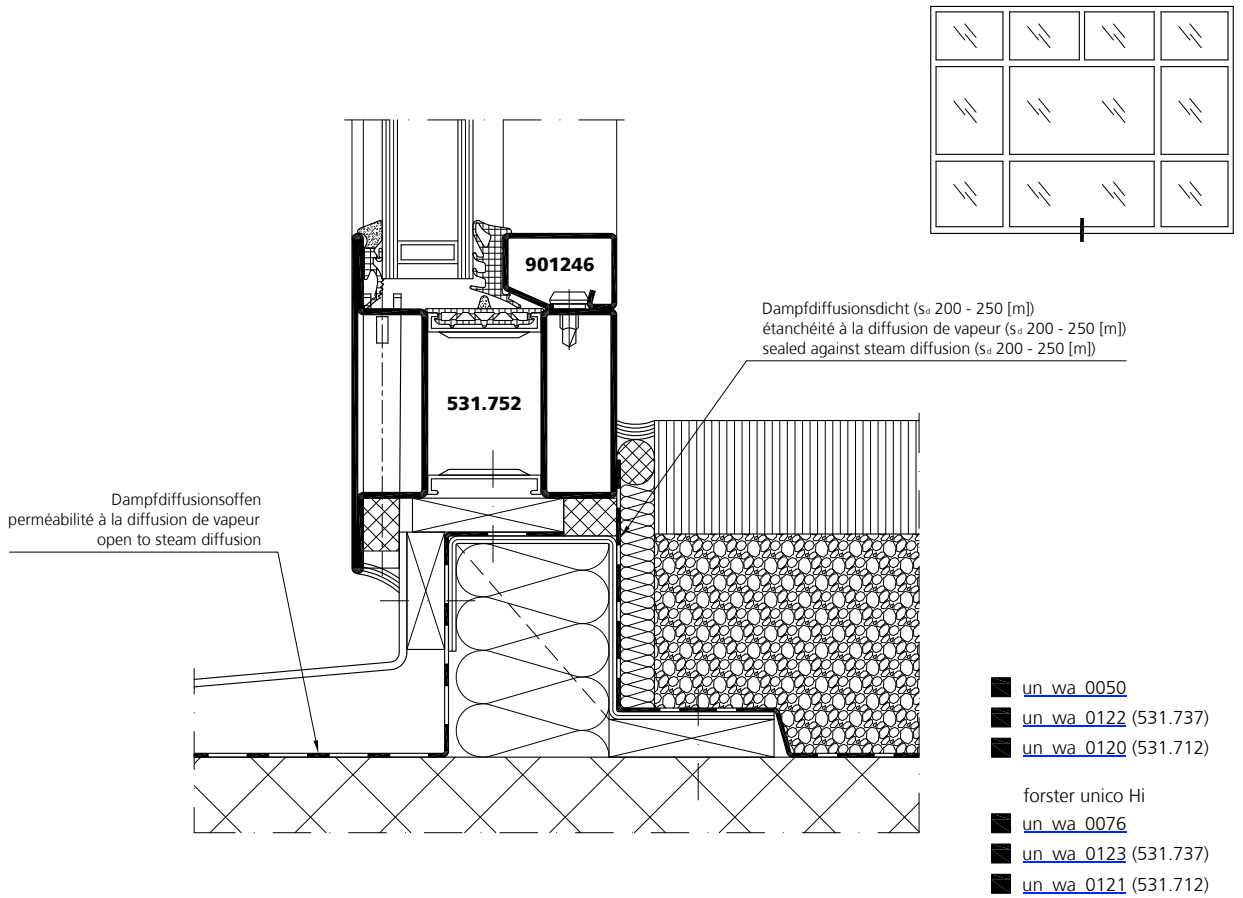 901246
Dampfdiffusionsdicht (sd 200 - 250 [m])
étanchéité à la diffusion de vapeur (sd 200 - 250 [m])
sealed against steam diffusion (sd 200 - 250 [m])
531.752
Dampfdiffusionsoffen
perméabilité à la diffusion de vapeur
open to steam diffusion
un_wa_0050
un_wa_0122 (531.737)
un_wa_0120 (531.712)
forster unico Hi
un_wa_0076
un_wa_0123 (531.737)
un_wa_0121 (531.712)